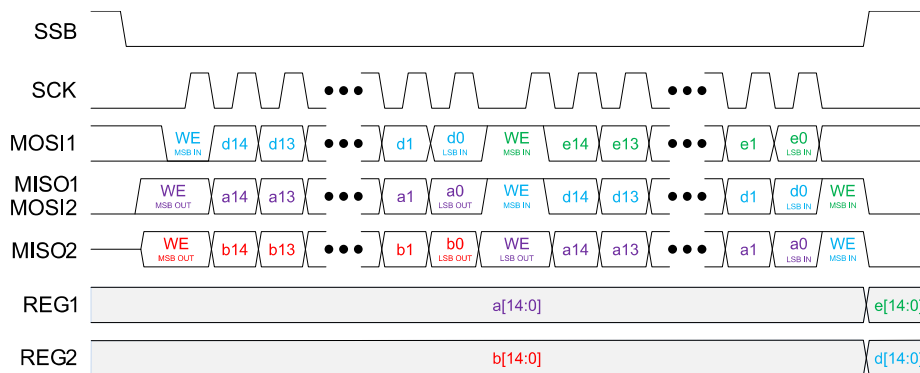 SSB
SCK
MOSI1 WE d14 d13 ••• d1 d0 WE e14 e13 ••• e1 e0
MSB IN LSB IN MSB IN LSB IN
MISO1 WE a14 a13 ••• a1 a0 WE d14 d13 ••• d1 d0 WE
MOSI2 MSB OUT LSB OUT MSB IN LSB IN MSB IN
MISO2 WE b14 b13 ••• b1 b0 WE a14 a13 ••• a1 a0 WE
MSB OUT LSB OUT LSB OUT LSB IN MSB IN
REG1 a[14:0] e[14:0]
REG2 b[14:0] d[14:0]